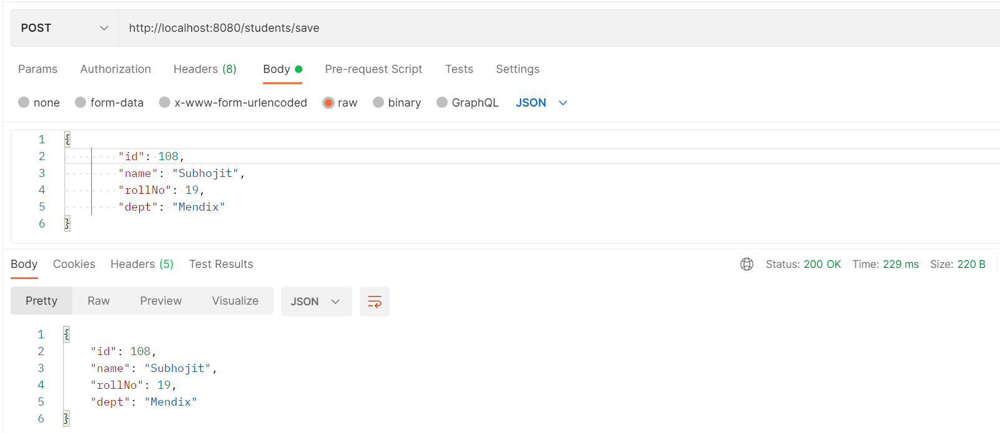 POST http://localhost:8080/students/save
Params Authorization Headers (8) Body Pre-request Script Tests Settings
none form-data x-www-form-urlencoded raw binary GraphQL JSON
1 {
2 "id": 108,
3 "name": "Subhojit",
4 "rollNo": 19,
5 "dept": "Mendix"
6 }
Body Cookies Headers (5) Test Results Status: 200 OK Time: 229 ms Size: 220 B
Pretty Raw Preview Visualize JSON
1 {
2 "id": 108,
3 "name": "Subhojit",
4 "rollNo": 19,
5 "dept": "Mendix"
6 }